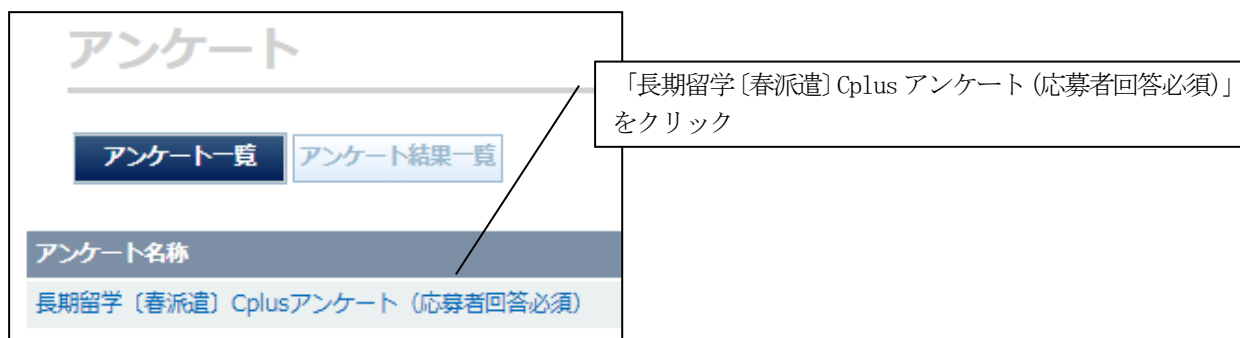 アンケート
「長期留学〔春派遣〕Cplus アンケート(応募者回答必須)」
をクリック
アンケート一覧 アンケート結果一覧
アンケート名称
長期留学〔春派遣〕Cplusアンケート（応募者回答必須）